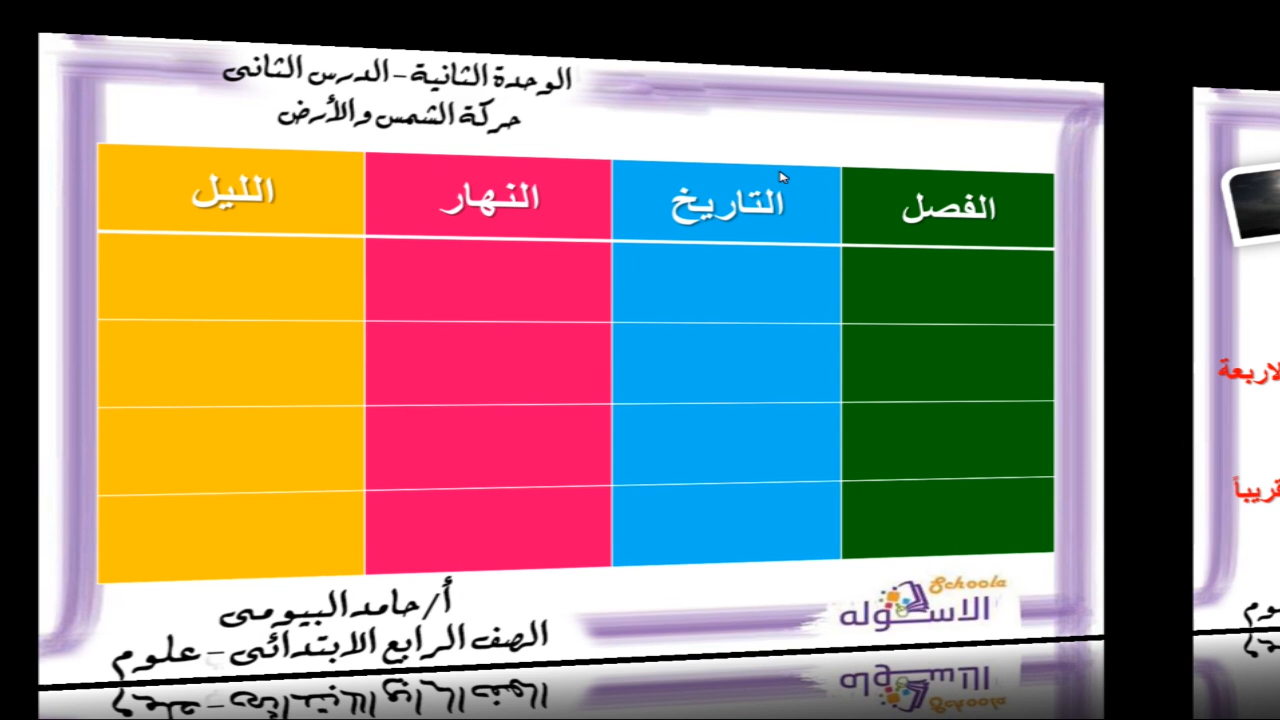 الوحدة الثانية - الدرس الثانى
حركة الشمس والأرض
الفصل التاريخ النهار الليل
أ/ حامد البيومى
الصف الرابع الابتدائى - علوم
Schoola
الاسكوله